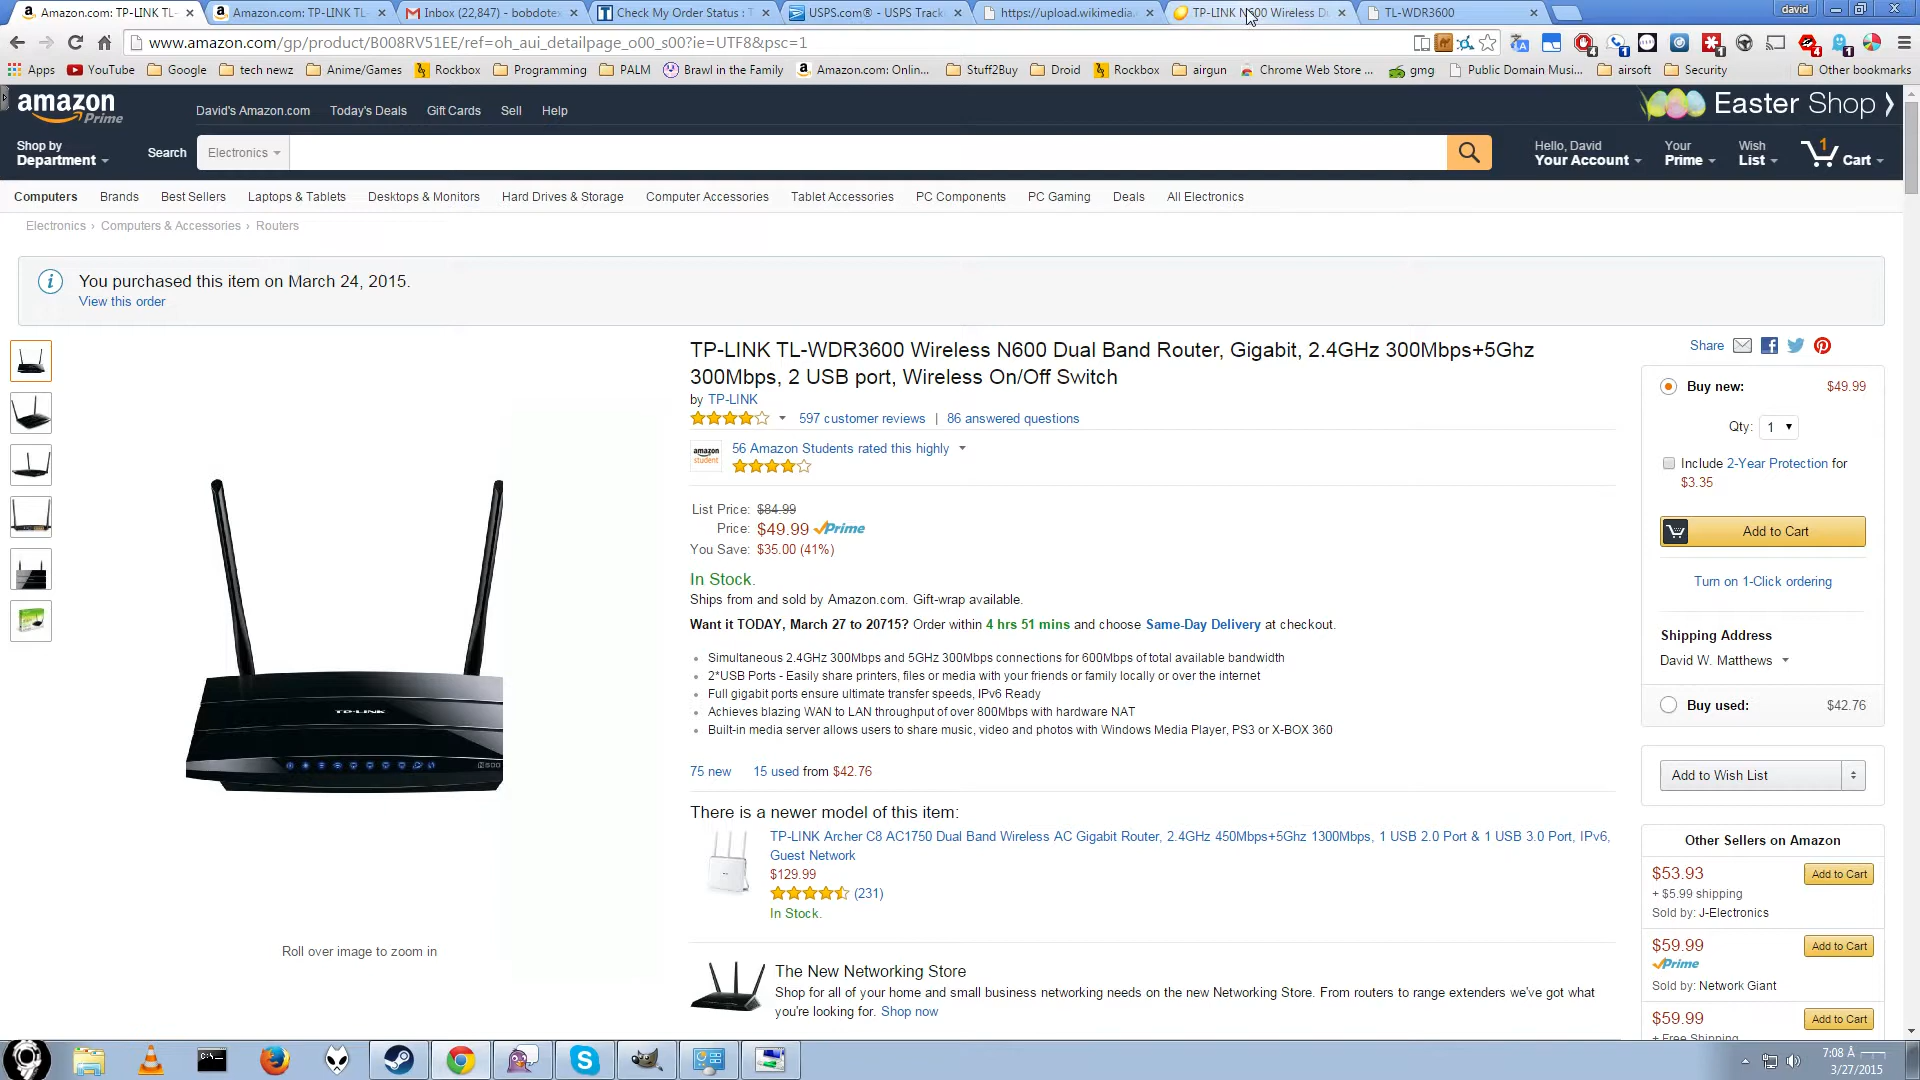 Amazon.com: TP-LINK TL-
Amazon.com: TP-LINK TL-
Inbox (22,847) - bobdotex
Check My Order Status : T
USPS.com® - USPS Track
https://upload.wikimedia.
TP-LINK N600 Wireless Du
TL-WDR3600
david
www.amazon.com/gp/product/B008RV51EE/ref=oh_aui_detailpage_o00_s00?ie=UTF8&psc=1
Apps
YouTube
Google
tech newz
Anime/Games
Rockbox
Programming
PALM
Brawl in the Family
Amazon.com: Onlin...
Stuff2Buy
Droid
Rockbox
airgun
Chrome Web Store ...
gmg
Public Domain Musi...
airsoft
Security
Other bookmarks
amazon
Prime
David's Amazon.com
Today's Deals
Gift Cards
Sell
Help
Easter Shop
Shop by
Department
Search
Electronics
Hello, David
Your Account
Your
Prime
Wish
List
1
Cart
Computers
Brands
Best Sellers
Laptops & Tablets
Desktops & Monitors
Hard Drives & Storage
Computer Accessories
Tablet Accessories
PC Components
PC Gaming
Deals
All Electronics
Electronics › Computers & Accessories › Routers
You purchased this item on March 24, 2015.
View this order
TP-LINK TL-WDR3600 Wireless N600 Dual Band Router, Gigabit, 2.4GHz 300Mbps+5Ghz
300Mbps, 2 USB port, Wireless On/Off Switch
by TP-LINK
597 customer reviews | 86 answered questions
amazon
student
56 Amazon Students rated this highly
List Price: $84.99
Price: $49.99 Prime
You Save: $35.00 (41%)
In Stock.
Ships from and sold by Amazon.com. Gift-wrap available.
Want it TODAY, March 27 to 20715? Order within 4 hrs 51 mins and choose Same-Day Delivery at checkout.
Simultaneous 2.4GHz 300Mbps and 5GHz 300Mbps connections for 600Mbps of total available bandwidth
2*USB Ports - Easily share printers, files or media with your friends or family locally or over the internet
Full gigabit ports ensure ultimate transfer speeds, IPv6 Ready
Achieves blazing WAN to LAN throughput of over 800Mbps with hardware NAT
Built-in media server allows users to share music, video and photos with Windows Media Player, PS3 or X-BOX 360
75 new
15 used from $42.76
There is a newer model of this item:
TP-LINK Archer C8 AC1750 Dual Band Wireless AC Gigabit Router, 2.4GHz 450Mbps+5Ghz 1300Mbps, 1 USB 2.0 Port & 1 USB 3.0 Port, IPv6,
Guest Network
$129.99
(231)
In Stock.
The New Networking Store
Shop for all of your home and small business networking needs on the new Networking Store. From routers to range extenders we've got what
you're looking for. Shop now
TP-LINK
N600
Roll over image to zoom in
Share
Buy new:
$49.99
Qty: 1
Include 2-Year Protection for
$3.35
Add to Cart
Turn on 1-Click ordering
Shipping Address
David W. Matthews
Buy used:
$42.76
Add to Wish List
Other Sellers on Amazon
$53.93
Add to Cart
+ $5.99 shipping
Sold by: J-Electronics
$59.99
Add to Cart
Prime
Sold by: Network Giant
$59.99
Add to Cart
+ Free Shipping
7:08
3/27/2015